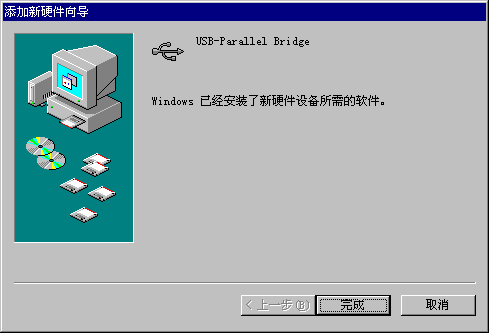 添加新硬件向导
USB-Parallel Bridge
Windows 已经安装了新硬件设备所需的软件。
< 上一步(B)
完成
取消